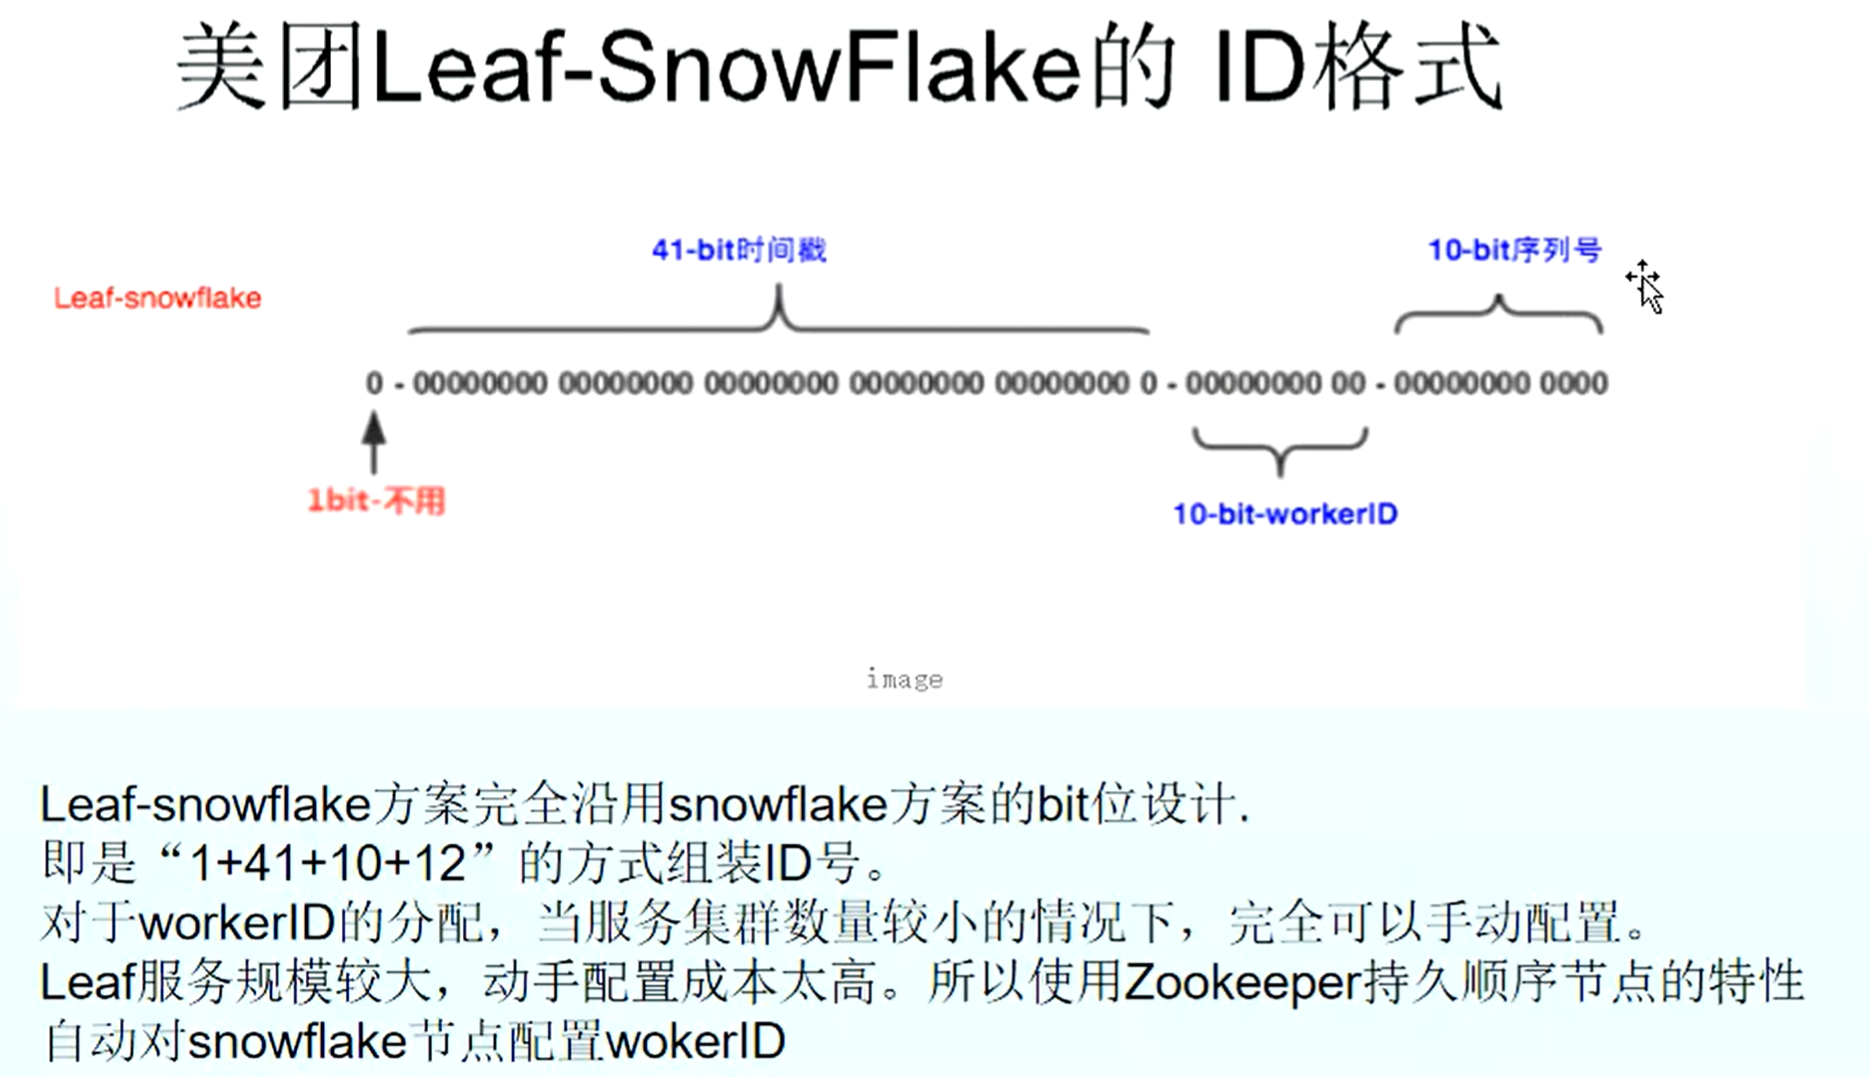 美团Leaf-SnowFlake的 ID格式
41-bit时间戳
10-bit序列号
Leaf-snowflake
0 - 00000000 00000000 00000000 00000000 00000000 0 - 00000000 00 - 00000000 0000
1bit-不用
10-bit-workerID
image
Leaf-snowflake方案完全沿用snowflake方案的bit位设计.
即是“1+41+10+12”的方式组装ID号。
对于workerID的分配，当服务集群数量较小的情况下，完全可以手动配置。
Leaf服务规模较大，动手配置成本太高。所以使用Zookeeper持久顺序节点的特性
自动对snowflake节点配置wokerID